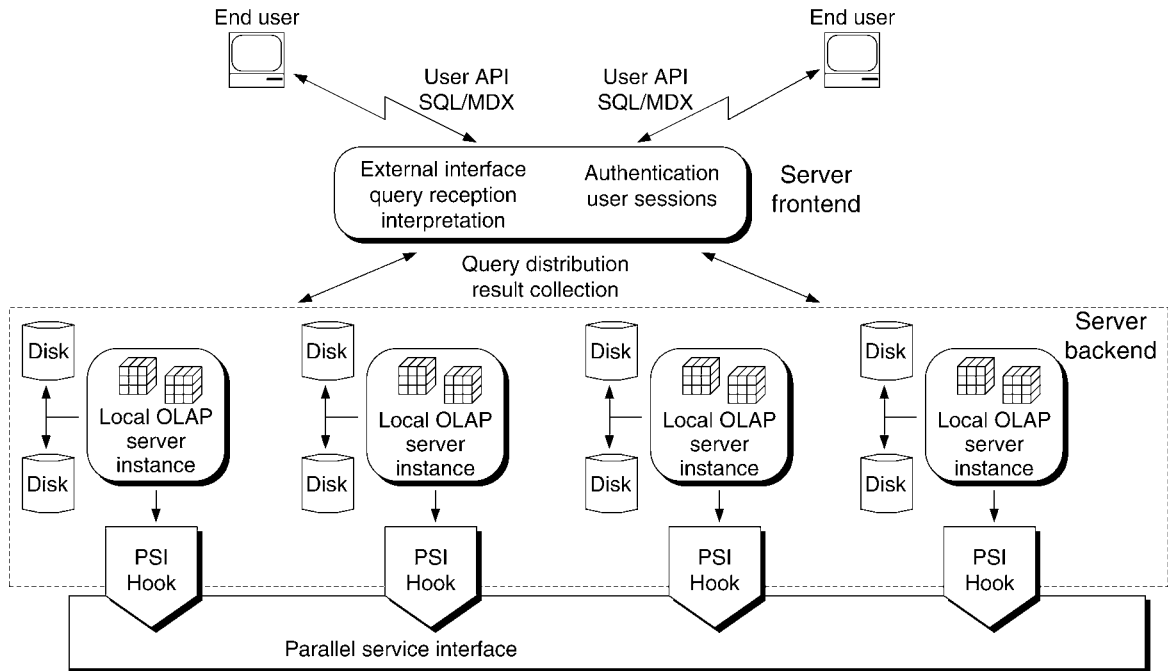 End user
End user
User API
SQL/MDX
User API
SQL/MDX
External interface
query reception
interpretation
Authentication
user sessions
Server
frontend
Query distribution
result collection
Server
backend
Disk
Local OLAP
server
instance
Disk
Disk
Local OLAP
server
instance
Disk
Disk
Local OLAP
server
instance
Disk
Disk
Local OLAP
server
instance
Disk
PSI
Hook
PSI
Hook
PSI
Hook
PSI
Hook
Parallel service interface